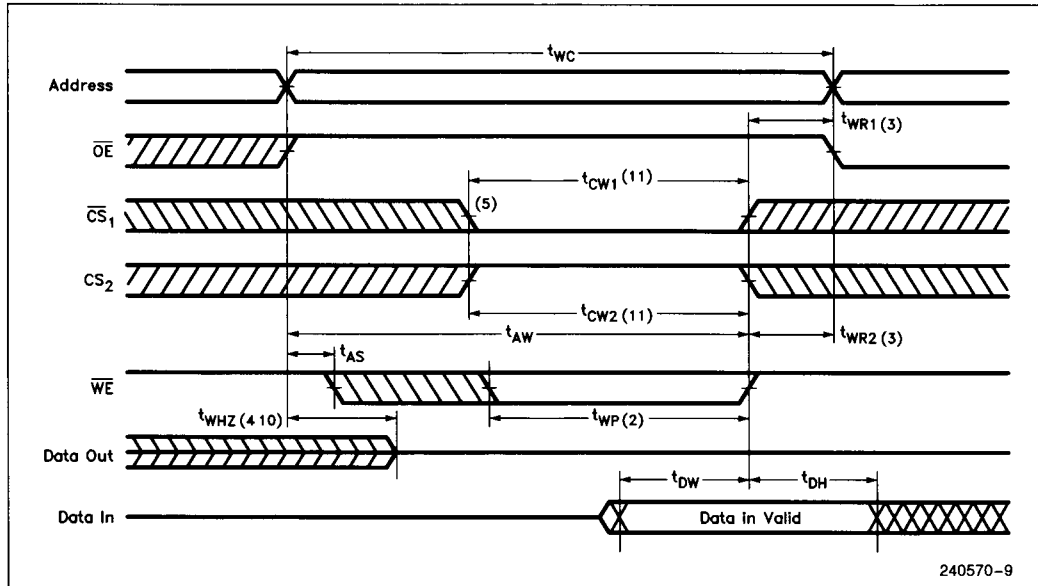 tWC
Address
tWR1 (3)
OE
tCW1 (11)
(5)
CS1
CS2
tCW2 (11)
tAW
tWR2 (3)
tAS
WE
tWHZ (4 10)
tWP (2)
Data Out
tDW
tDH
Data In
Data in Valid
240570-9